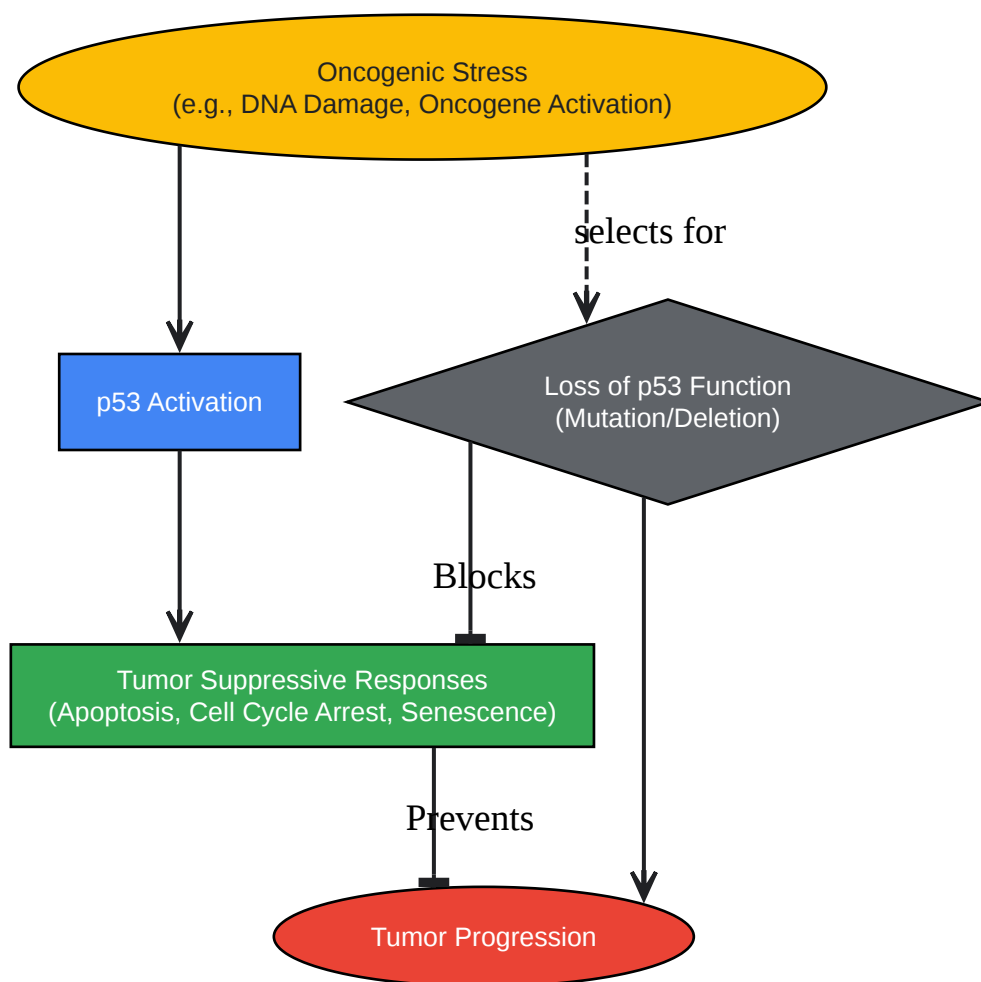 Oncogenic Stress
(e.g., DNA Damage, Oncogene Activation)
selects for
p53 Activation
Loss of p53 Function
(Mutation/Deletion)
Blocks
Tumor Suppressive Responses
(Apoptosis, Cell Cycle Arrest, Senescence)
Prevents
Tumor Progression